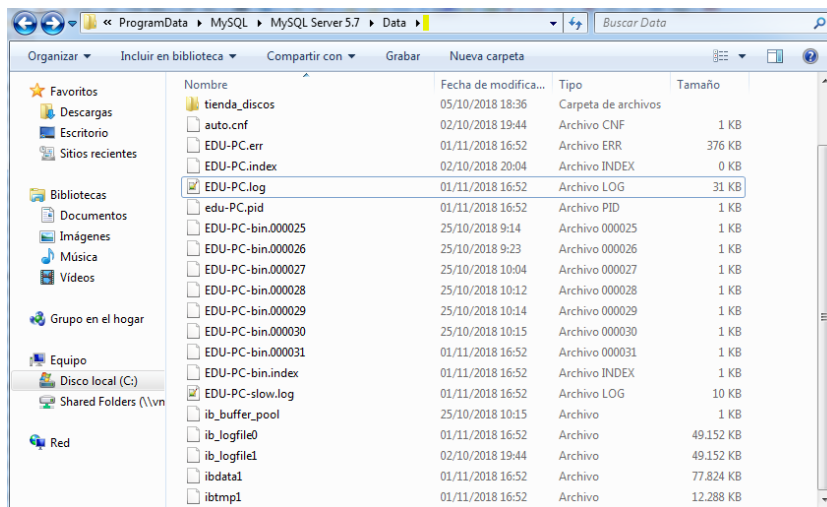 « ProgramData ▸ MySQL ▸ MySQL Server 5.7 ▸ Data ▸ Buscar Data
Organizar Incluir en biblioteca Compartir con Grabar Nueva carpeta
Favoritos
Descargas
Escritorio
Sitios recientes
Bibliotecas
Documentos
Imágenes
Música
Vídeos
Grupo en el hogar
Equipo
Disco local (C:)
Shared Folders (\\vn
Red
Nombre Fecha de modifica... Tipo Tamaño
tienda_discos 05/10/2018 18:36 Carpeta de archivos
auto.cnf 02/10/2018 19:44 Archivo CNF 1 KB
EDU-PC.err 01/11/2018 16:52 Archivo ERR 376 KB
EDU-PC.index 02/10/2018 20:04 Archivo INDEX 0 KB
EDU-PC.log 01/11/2018 16:52 Archivo LOG 31 KB
edu-PC.pid 01/11/2018 16:52 Archivo PID 1 KB
EDU-PC-bin.000025 25/10/2018 9:14 Archivo 000025 1 KB
EDU-PC-bin.000026 25/10/2018 9:23 Archivo 000026 1 KB
EDU-PC-bin.000027 25/10/2018 10:04 Archivo 000027 1 KB
EDU-PC-bin.000028 25/10/2018 10:12 Archivo 000028 1 KB
EDU-PC-bin.000029 25/10/2018 10:14 Archivo 000029 1 KB
EDU-PC-bin.000030 25/10/2018 10:15 Archivo 000030 1 KB
EDU-PC-bin.000031 01/11/2018 16:52 Archivo 000031 1 KB
EDU-PC-bin.index 01/11/2018 16:52 Archivo INDEX 1 KB
EDU-PC-slow.log 01/11/2018 16:52 Archivo LOG 10 KB
ib_buffer_pool 25/10/2018 10:15 Archivo 1 KB
ib_logfile0 01/11/2018 16:52 Archivo 49.152 KB
ib_logfile1 02/10/2018 19:44 Archivo 49.152 KB
ibdata1 01/11/2018 16:52 Archivo 77.824 KB
ibtmp1 01/11/2018 16:52 Archivo 12.288 KB